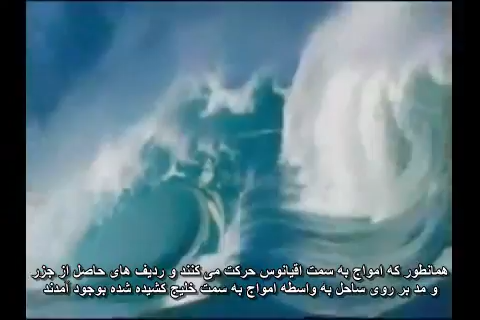 همانطور که امواج به سمت اقیانوس حرکت می کنند و ردیف های حاصل از جزر
و مد بر روی ساحل به واسطه امواج به سمت خلیج کشیده شده بوجود آمدند